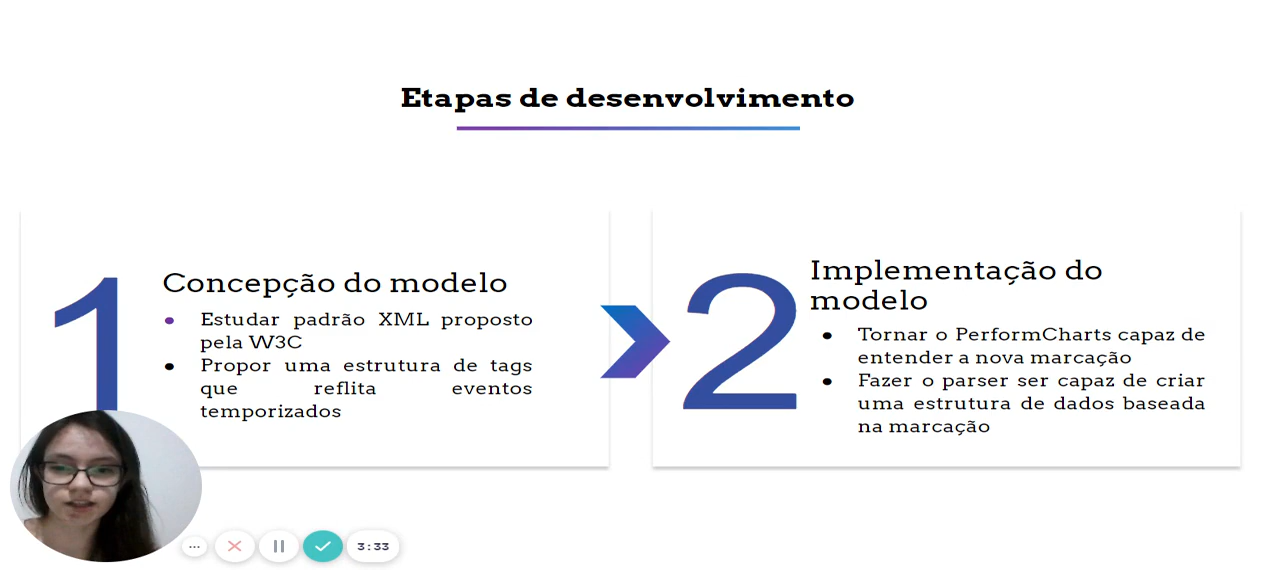 Etapas de desenvolvimento
1
Concepção do modelo
● Estudar padrão XML proposto
pela W3C
● Propor uma estrutura de tags
que reflita eventos
temporizados
2
Implementação do
modelo
● Tornar o PerformCharts capaz de
entender a nova marcação
● Fazer o parser ser capaz de criar
uma estrutura de dados baseada
na marcação
3:33